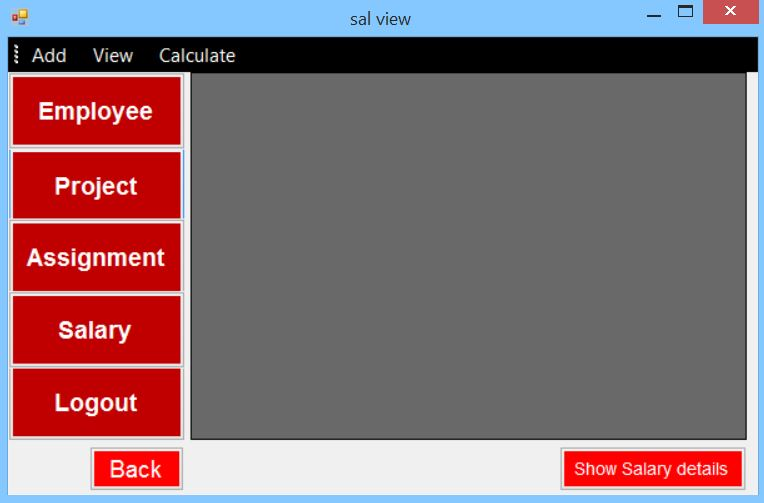 sal view
Add View Calculate
Employee
Project
Assignment
Salary
Logout
Back
Show Salary details